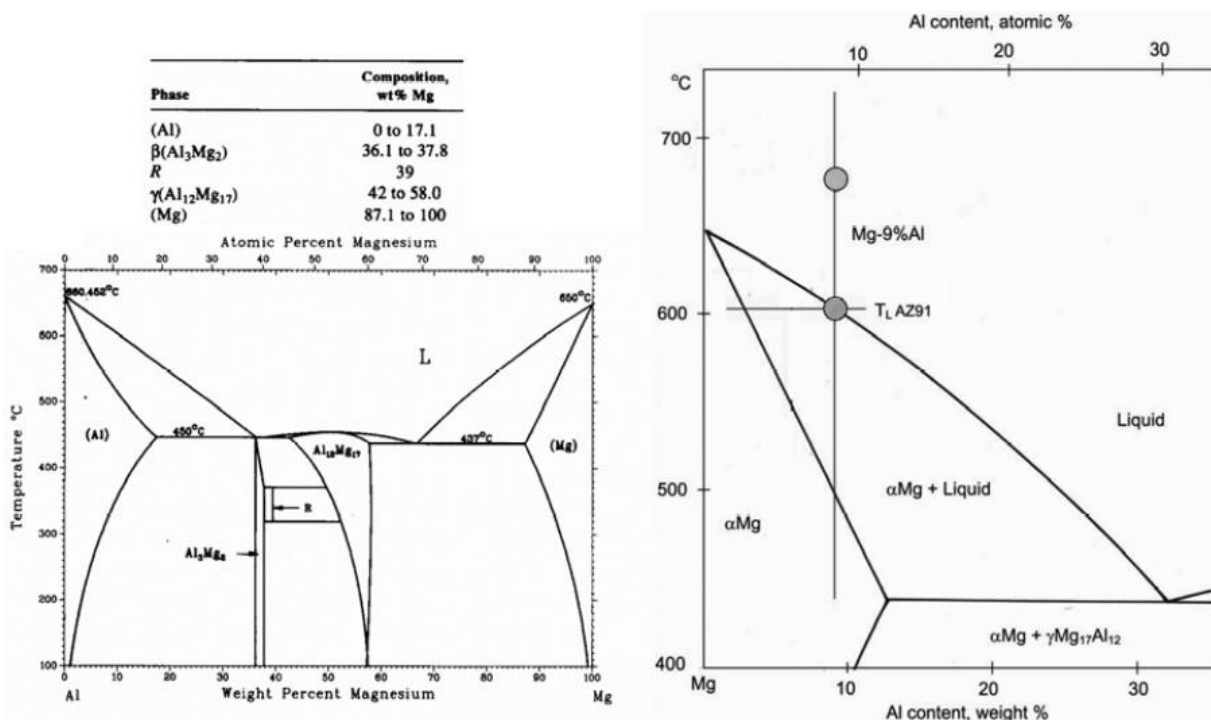 Phase Composition, wt% Mg
(Al) 0 to 17.1
β(Al₃Mg₂) 36.1 to 37.8
R 39
γ(Al₁₂Mg₁₇) 42 to 58.0
(Mg) 87.1 to 100
Atomic Percent Magnesium
0 10 20 30 40 50 60 70 80 90 100
700
660.452°C
650°C
600
L
500
(Al)
450°C
Al₁₂Mg₁₇
437°C
(Mg)
400
R
300
Al₃Mg₂
200
100
Temperature °C
0 10 20 30 40 50 60 70 80 90 100
Al Weight Percent Magnesium Mg
Al content, atomic %
10 20 30
°C
700
Mg-9%Al
600
T_L AZ91
Liquid
500
αMg + Liquid
αMg
αMg + γMg₁₇Al₁₂
400
Mg 10 20 30
Al content, weight %